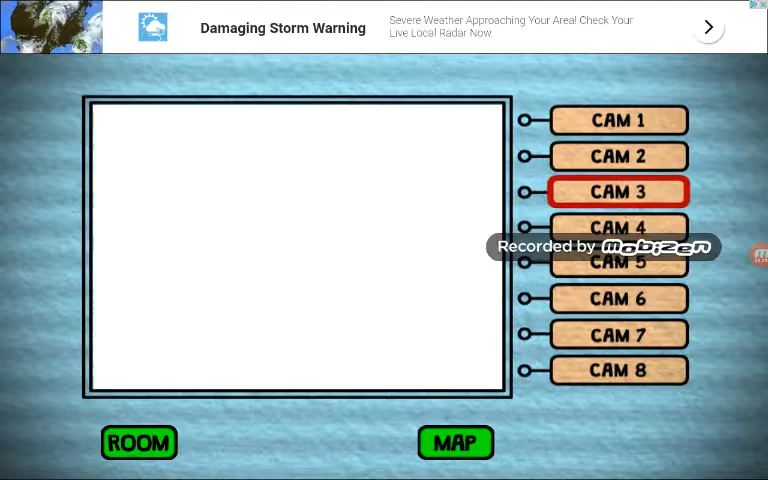 Damaging Storm Warning
Severe Weather Approaching Your Area! Check Your
Live Local Radar Now
CAM 1
CAM 2
CAM 3
CAM 4
Recorded by mobizen
CAM 5
CAM 6
CAM 7
CAM 8
ROOM
MAP